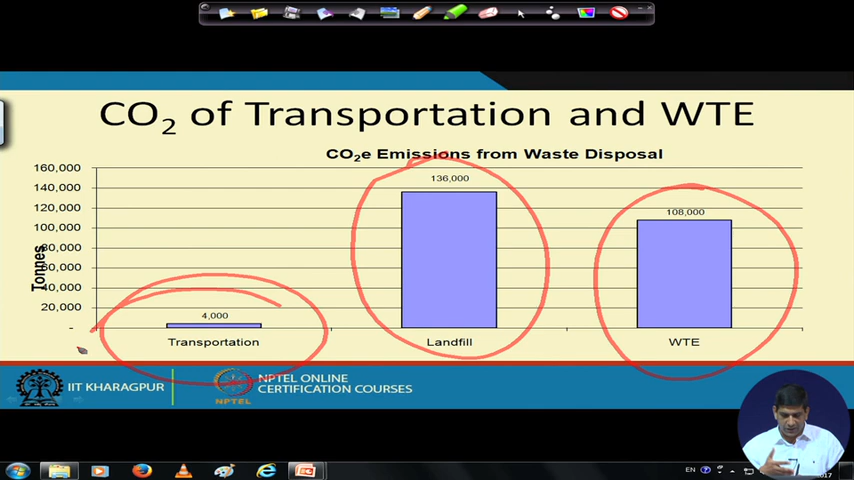 CO2 of Transportation and WTE
CO2e Emissions from Waste Disposal
160,000
140,000
120,000
100,000
80,000
60,000
40,000
20,000
-
Tonnes
136,000
108,000
4,000
Transportation
Landfill
WTE
IIT KHARAGPUR
NPTEL
NPTEL ONLINE
CERTIFICATION COURSES
EN
2017